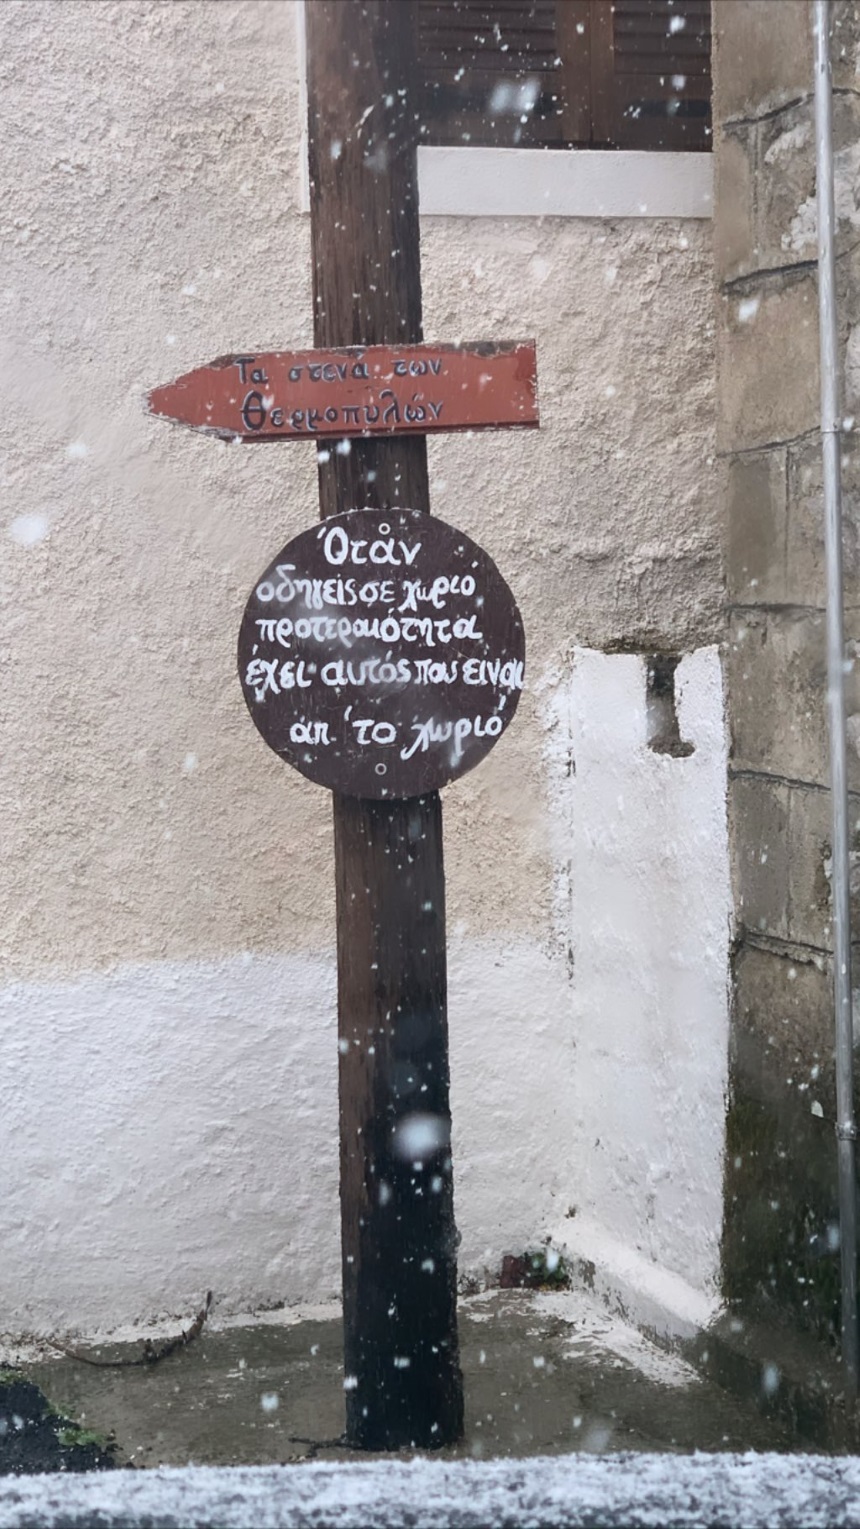 Τα στενά των
Θερμοπυλών
Όταν
οδηγείς σε χωριό
προτεραιότητα
έχει αυτός που είναι
απ' το χωριό